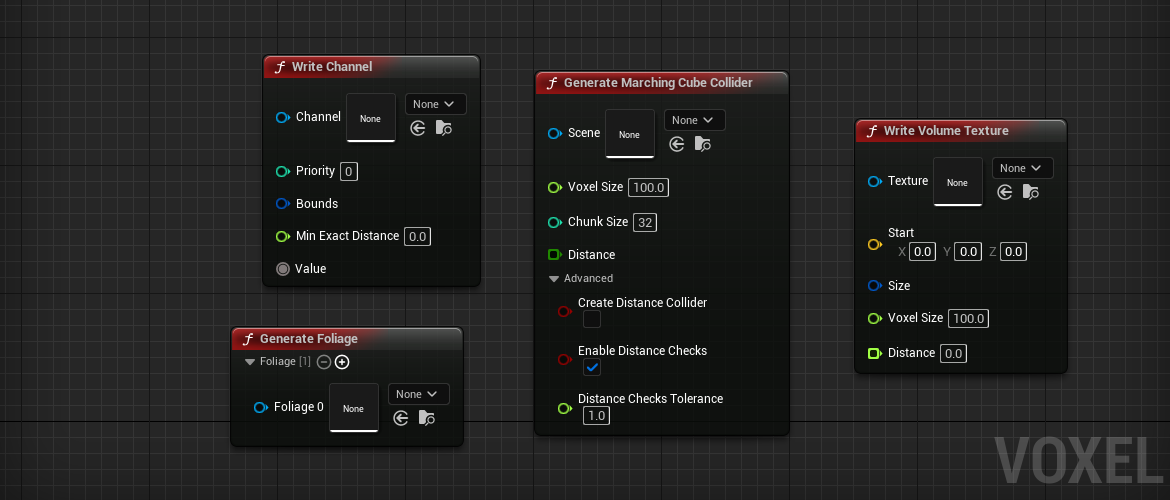 Write Channel
Channel
None
None
Priority 0
Bounds
Min Exact Distance 0.0
Value
Generate Foliage
Foliage [1]
Foliage 0
None
None
Generate Marching Cube Collider
Scene
None
None
Voxel Size 100.0
Chunk Size 32
Distance
Advanced
Create Distance Collider
Enable Distance Checks
Distance Checks Tolerance
1.0
Write Volume Texture
Texture
None
None
Start
X 0.0 Y 0.0 Z 0.0
Size
Voxel Size 100.0
Distance 0.0
VOXEL